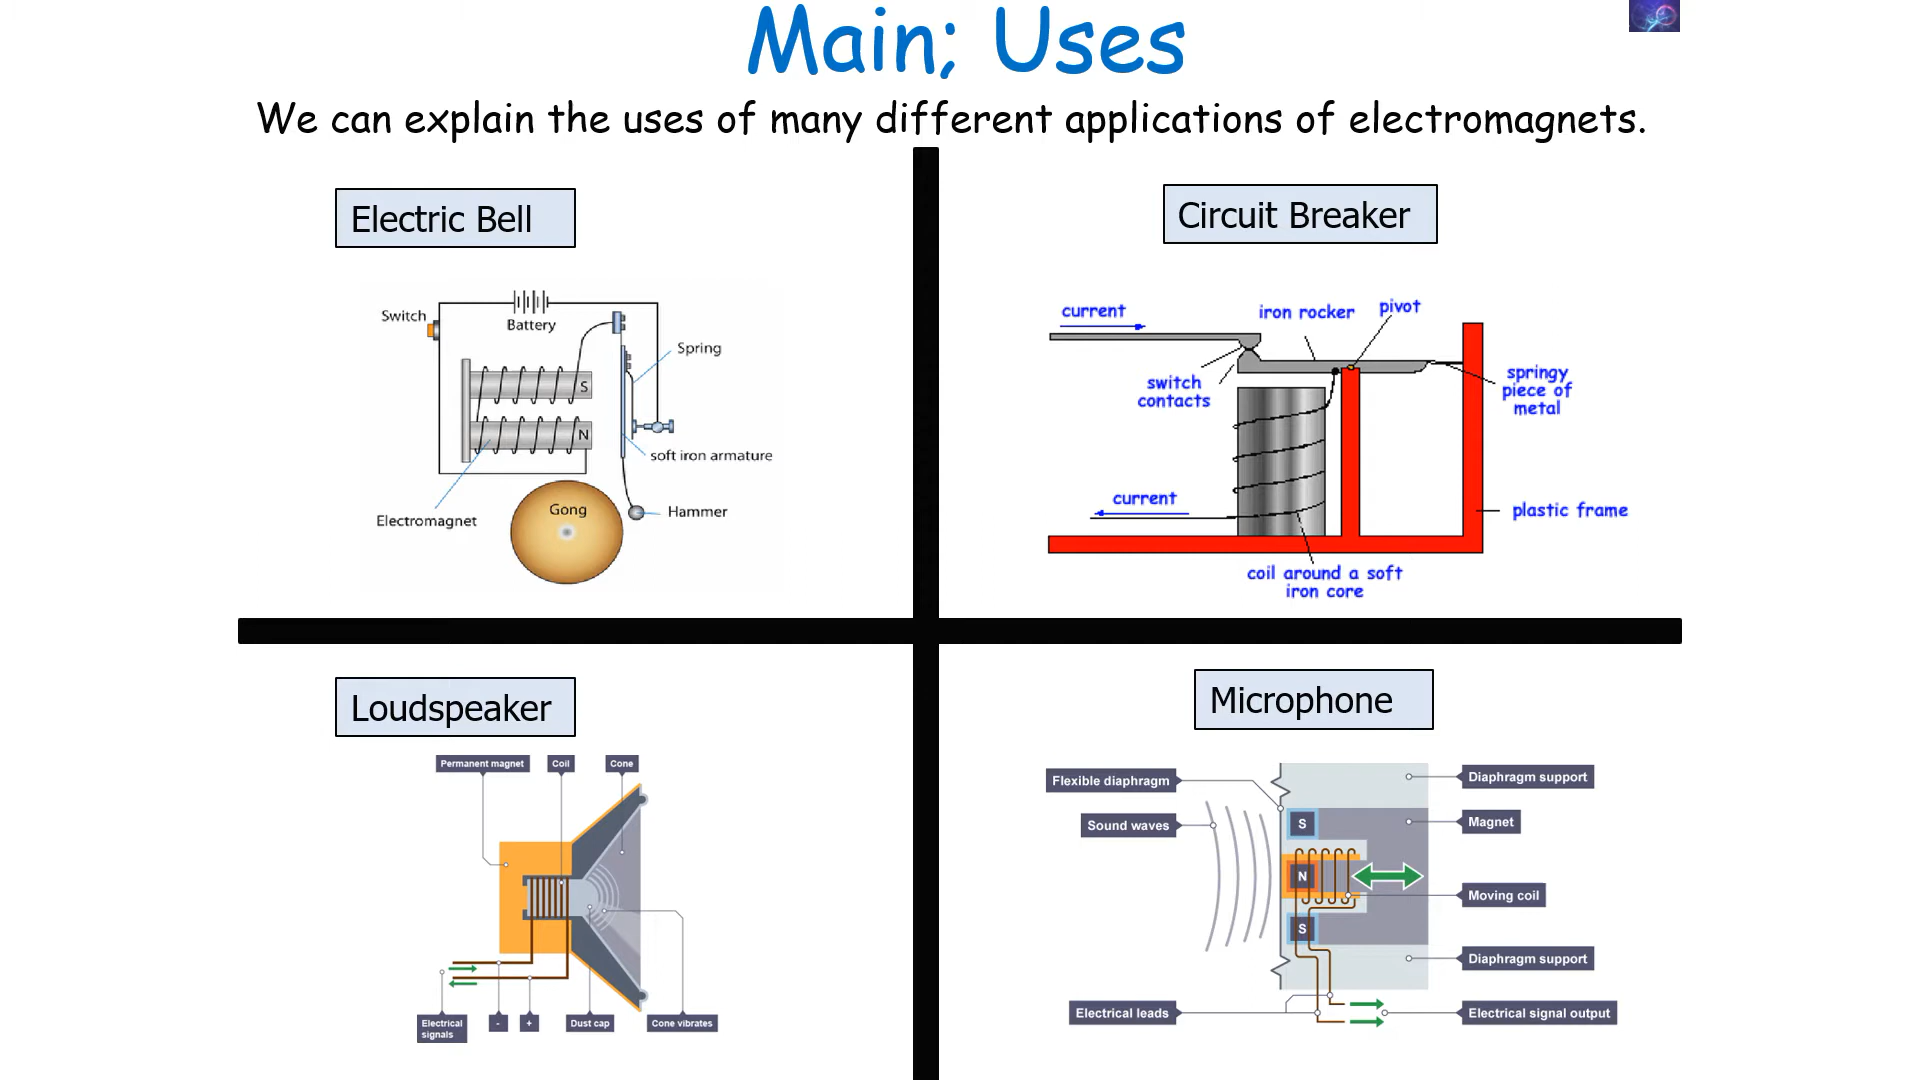 Main; Uses
We can explain the uses of many different applications of electromagnets.
Electric Bell
Switch
Battery
Spring
S
N
soft iron armature
Electromagnet
Gong
Hammer
Circuit Breaker
current
iron rocker
pivot
switch
contacts
springy
piece of
metal
current
plastic frame
coil around a soft
iron core
Loudspeaker
Permanent magnet
Coil
Cone
Electrical
signals
-
+
Dust cap
Cone vibrates
Microphone
Flexible diaphragm
Diaphragm support
Sound waves
S
Magnet
N
Moving coil
S
Diaphragm support
Electrical leads
Electrical signal output